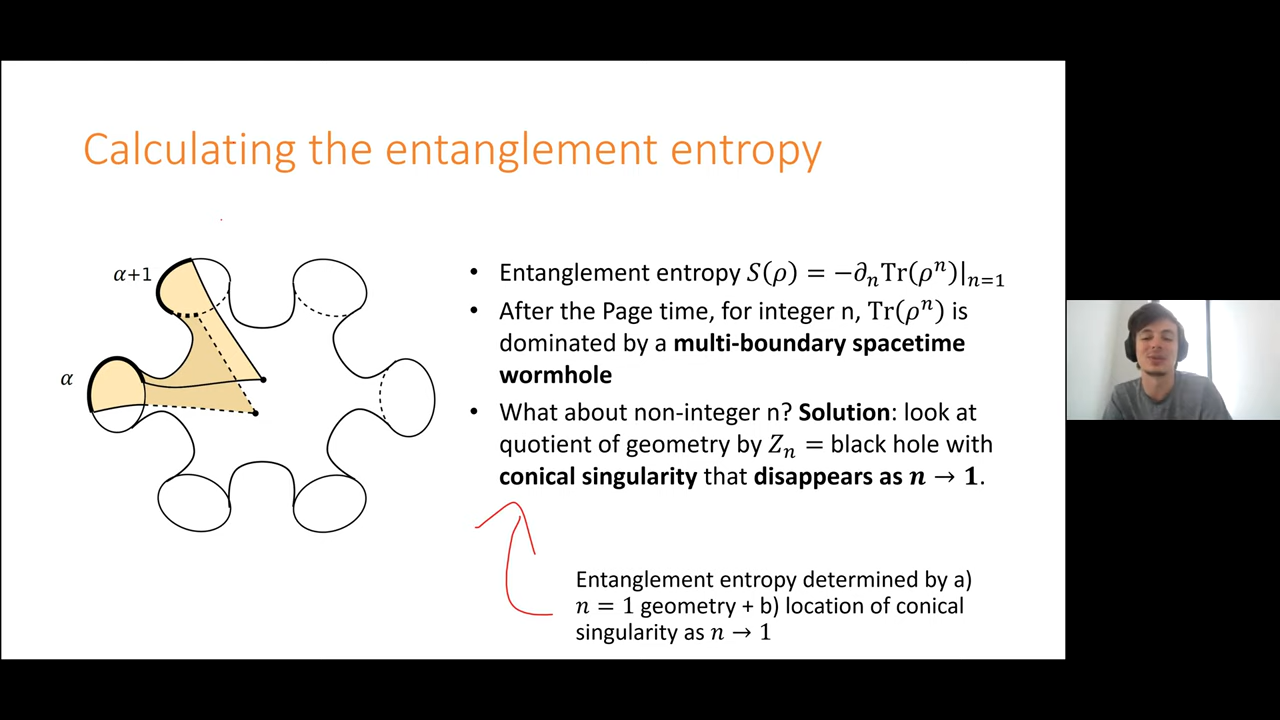 Calculating the entanglement entropy
α+1
α
• Entanglement entropy 𝑆(𝜌) = −∂ₙTr(𝜌ⁿ)|ₙ₌₁
• After the Page time, for integer n, Tr(𝜌ⁿ) is
dominated by a multi-boundary spacetime
wormhole
• What about non-integer n? Solution: look at
quotient of geometry by 𝑍ₙ = black hole with
conical singularity that disappears as 𝒏 → 𝟏.
Entanglement entropy determined by a)
𝑛 = 1 geometry + b) location of conical
singularity as 𝑛 → 1